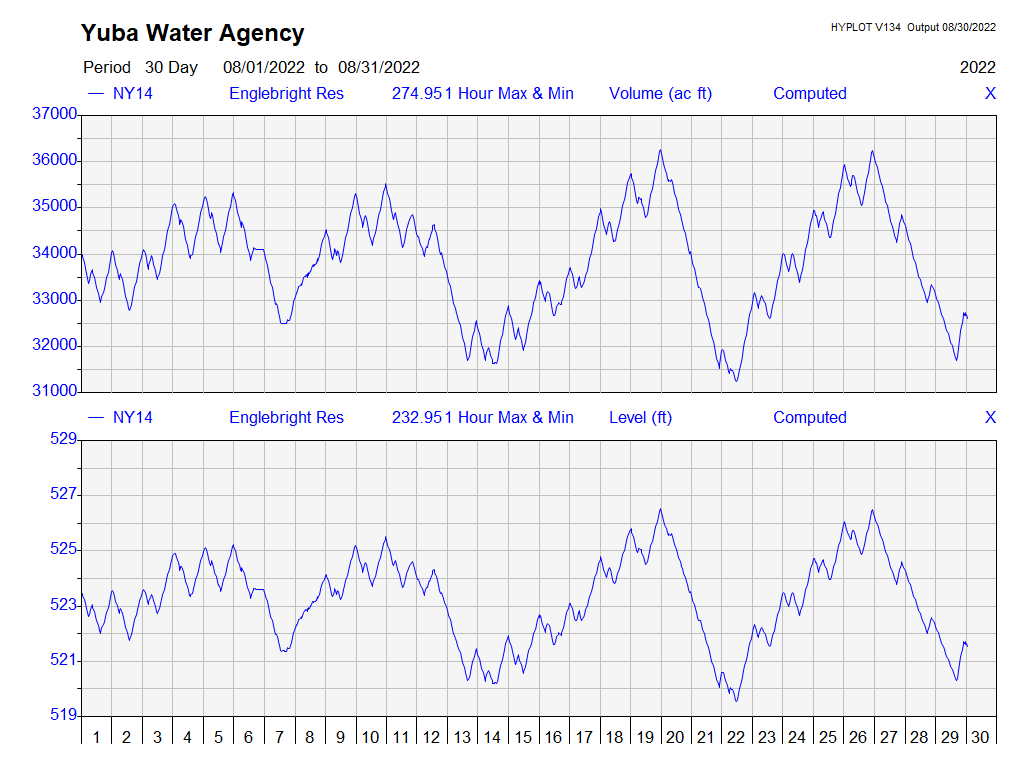 Yuba Water Agency
HYPLOT V134 Output 08/30/2022
Period 30 Day 08/01/2022 to 08/31/2022 2022
— NY14 Englebright Res 274.951 Hour Max & Min Volume (ac ft) Computed X
37000
36000
35000
34000
33000
32000
31000
— NY14 Englebright Res 232.951 Hour Max & Min Level (ft) Computed X
529
527
525
523
521
519
1 2 3 4 5 6 7 8 9 10 11 12 13 14 15 16 17 18 19 20 21 22 23 24 25 26 27 28 29 30